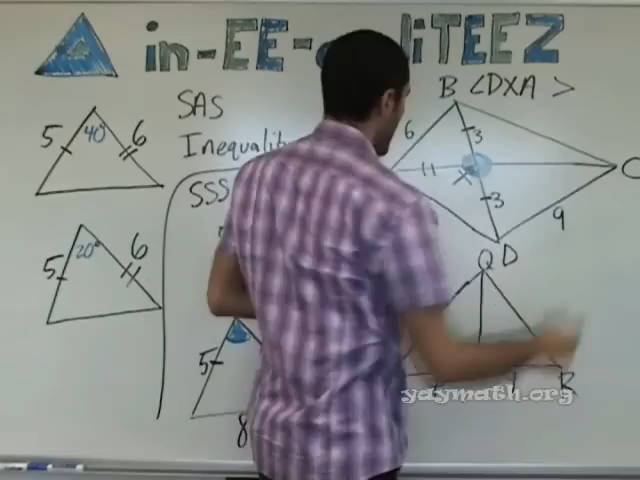 in-EE- liTEEZ
SAS
Inequali
SSS
5 40° 6
5 20° 6
5
8
B <DXA >
6 3
11 X C
3
9
D
Q
R
yaymath.org